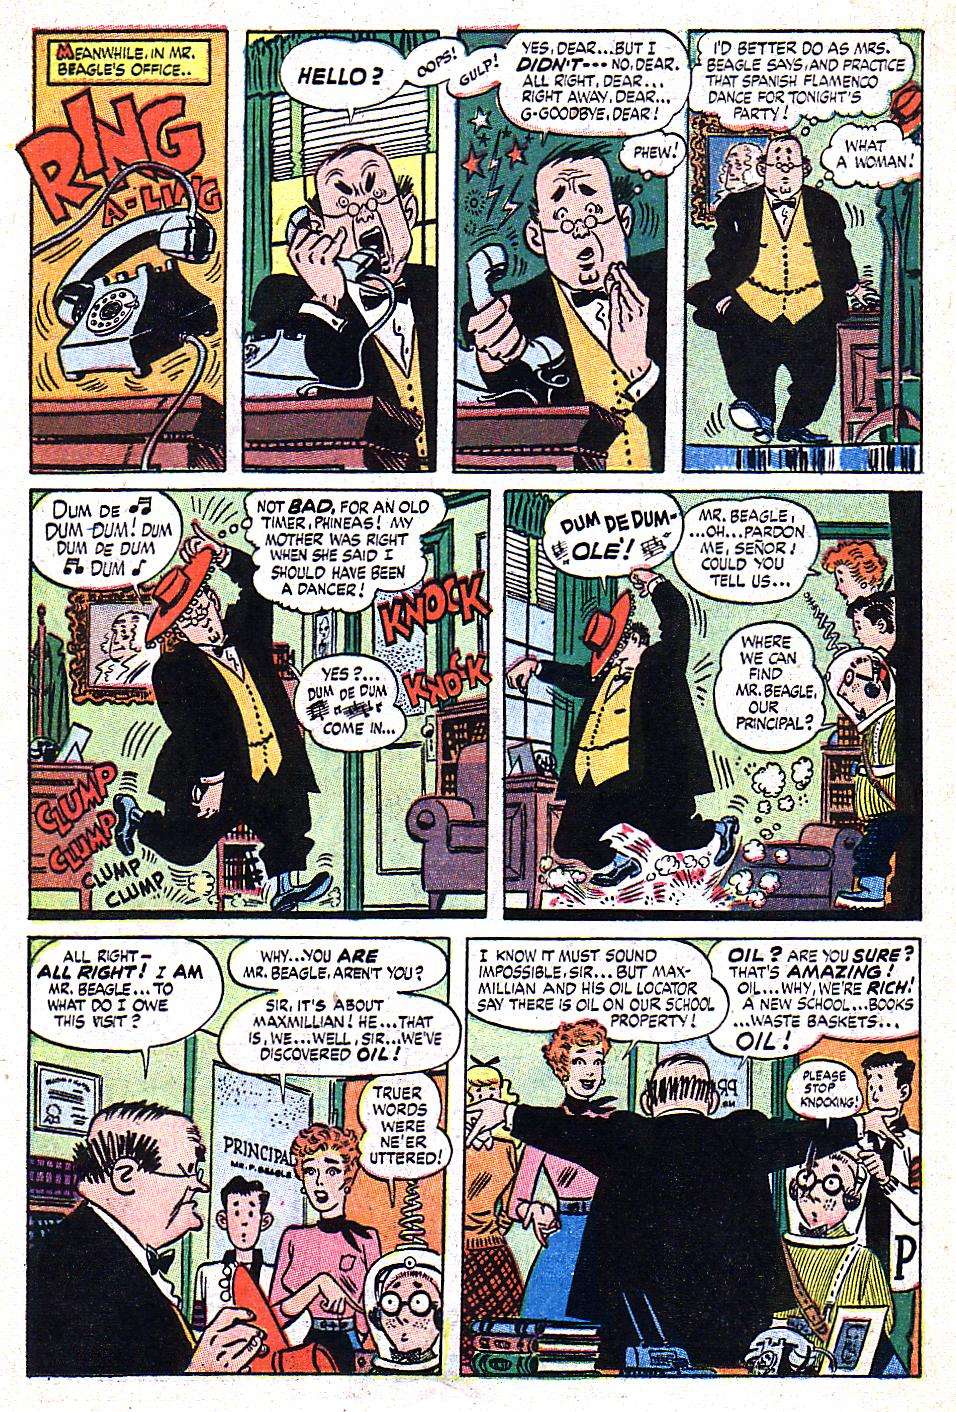 MEANWHILE, IN MR.
BEAGLE'S OFFICE..
RING
A-LING
HELLO?
OOPS!
GULP!
YES, DEAR...BUT I
DIDN'T--- NO, DEAR.
ALL RIGHT, DEAR...
RIGHT AWAY, DEAR...
G-GOODBYE, DEAR!
PHEW!
I'D BETTER DO AS MRS.
BEAGLE SAYS, AND PRACTICE
THAT SPANISH FLAMENCO
DANCE FOR TONIGHT'S
PARTY!
WHAT
A WOMAN!
DUM DE
DUM-DUM! DUM
DUM DE DUM
DUM
NOT BAD, FOR AN OLD
TIMER, PHINEAS! MY
MOTHER WAS RIGHT
WHEN SHE SAID I
SHOULD HAVE BEEN
A DANCER!
KNOCK
KNO-K
YES?...
DUM DE DUM
COME IN...
CLUMP
CLUMP
CLUMP
CLUMP
DUM DE DUM-
OLE'!
MR. BEAGLE,
...OH...PARDON
ME, SEÑOR!
COULD YOU
TELL US...
WHERE
WE CAN
FIND
MR. BEAGLE,
OUR
PRINCIPAL?
ALL RIGHT-
ALL RIGHT! I AM
MR. BEAGLE...TO
WHAT DO I OWE
THIS VISIT?
WHY...YOU ARE
MR. BEAGLE, AREN'T YOU?
SIR, IT'S ABOUT
MAXMILLIAN! HE...THAT
IS, WE...WELL, SIR...WE'VE
DISCOVERED OIL!
TRUER
WORDS
WERE
NE'ER
UTTERED!
PRINCIPAL
MR. P. BEAGLE
I KNOW IT MUST SOUND
IMPOSSIBLE, SIR... BUT MAX-
MILLIAN AND HIS OIL LOCATOR
SAY THERE IS OIL ON OUR SCHOOL
PROPERTY!
OIL? ARE YOU SURE?
THAT'S AMAZING!
OIL...WHY, WE'RE RICH!
A NEW SCHOOL...BOOKS
...WASTE BASKETS...
OIL!
PLEASE
STOP
KNOCKING!
P